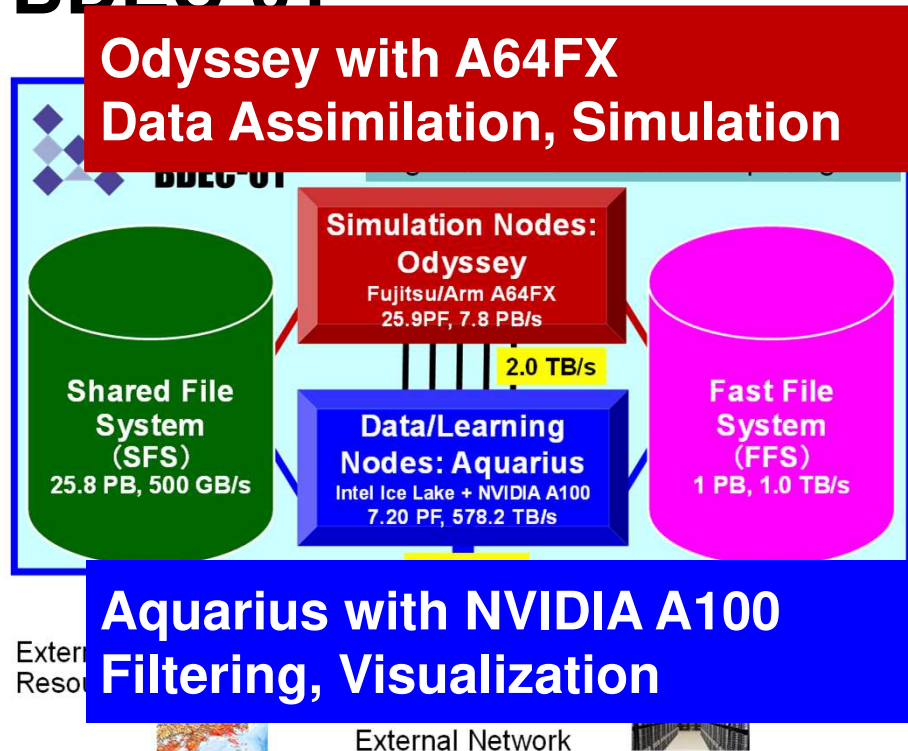 Odyssey with A64FX
Data Assimilation, Simulation
BDEC-01
Simulation Nodes:
Odyssey
Fujitsu/Arm A64FX
25.9PF, 7.8 PB/s
2.0 TB/s
Shared File
System
（SFS）
25.8 PB, 500 GB/s
Data/Learning
Nodes: Aquarius
Intel Ice Lake + NVIDIA A100
7.20 PF, 578.2 TB/s
Fast File
System
（FFS）
1 PB, 1.0 TB/s
Aquarius with NVIDIA A100
Filtering, Visualization
External Network